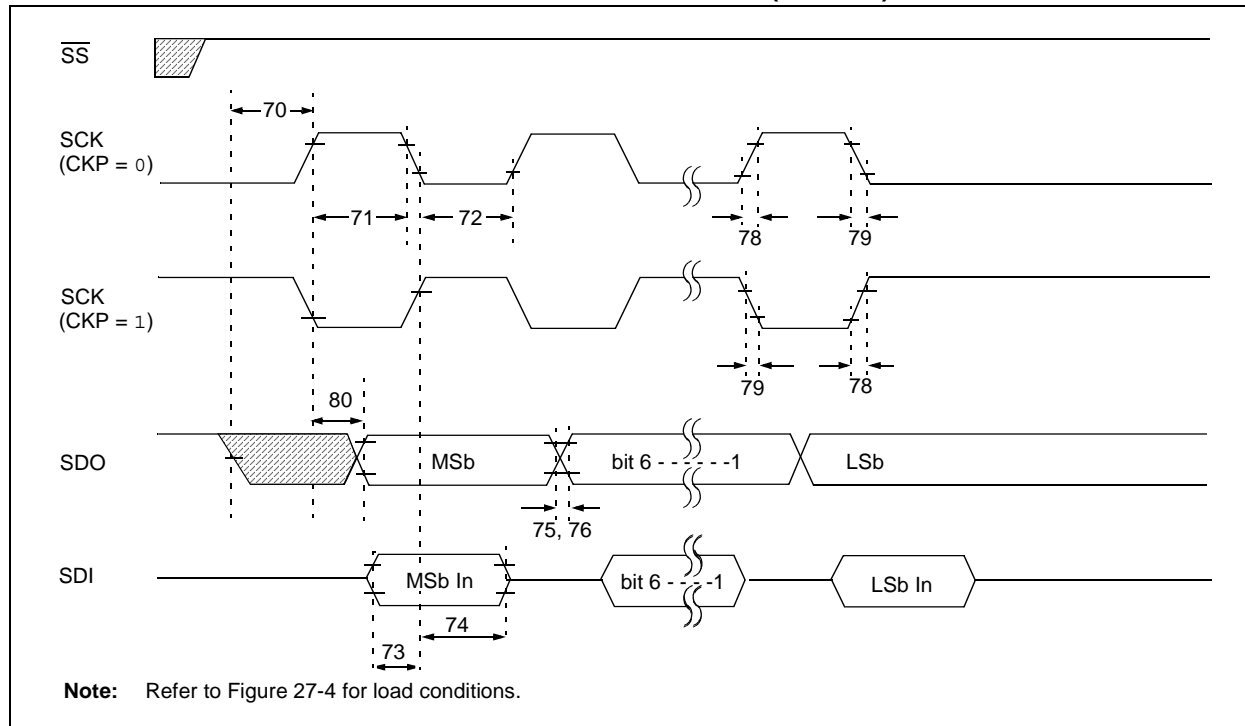 SS
70
SCK
(CKP = 0)
71
72
78
79
SCK
(CKP = 1)
79
78
80
SDO
MSb
bit 6 - - - - - -1
LSb
75, 76
SDI
MSb In
bit 6 - - - -1
LSb In
74
73
Note: Refer to Figure 27-4 for load conditions.